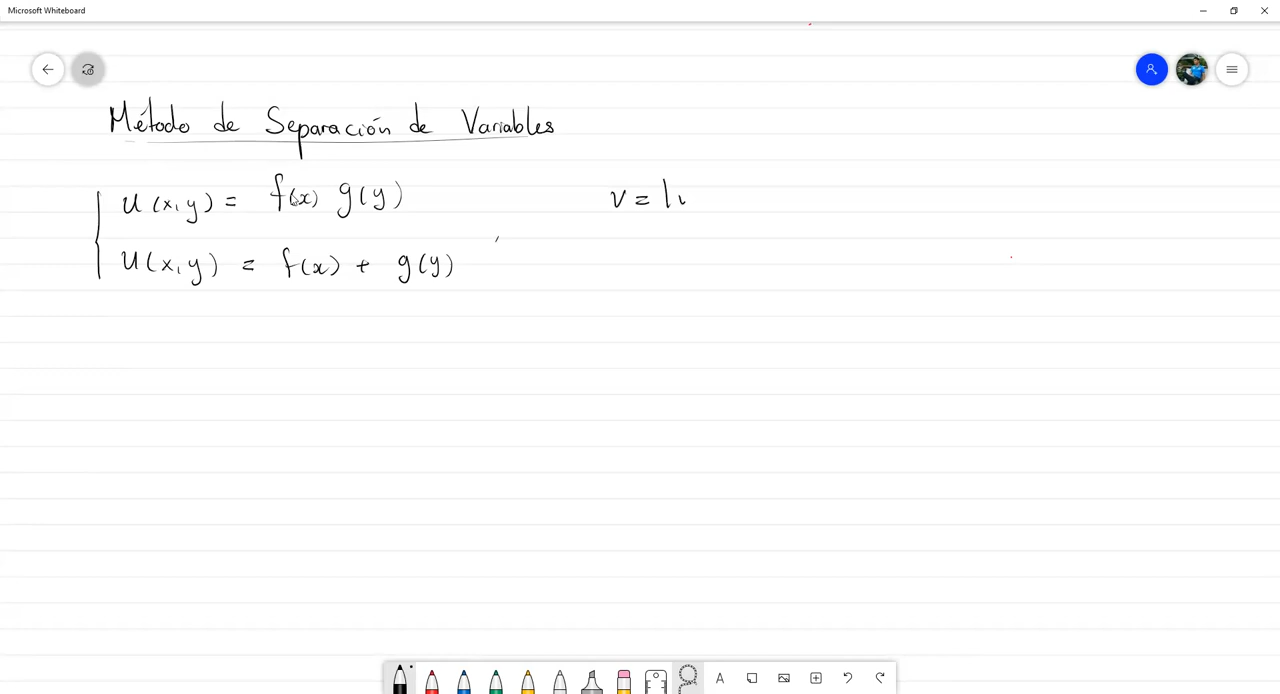 Microsoft Whiteboard
Método de Separación de Variables
u(x,y) = f(x) g(y)
u(x,y) = f(x) + g(y)
v =
A